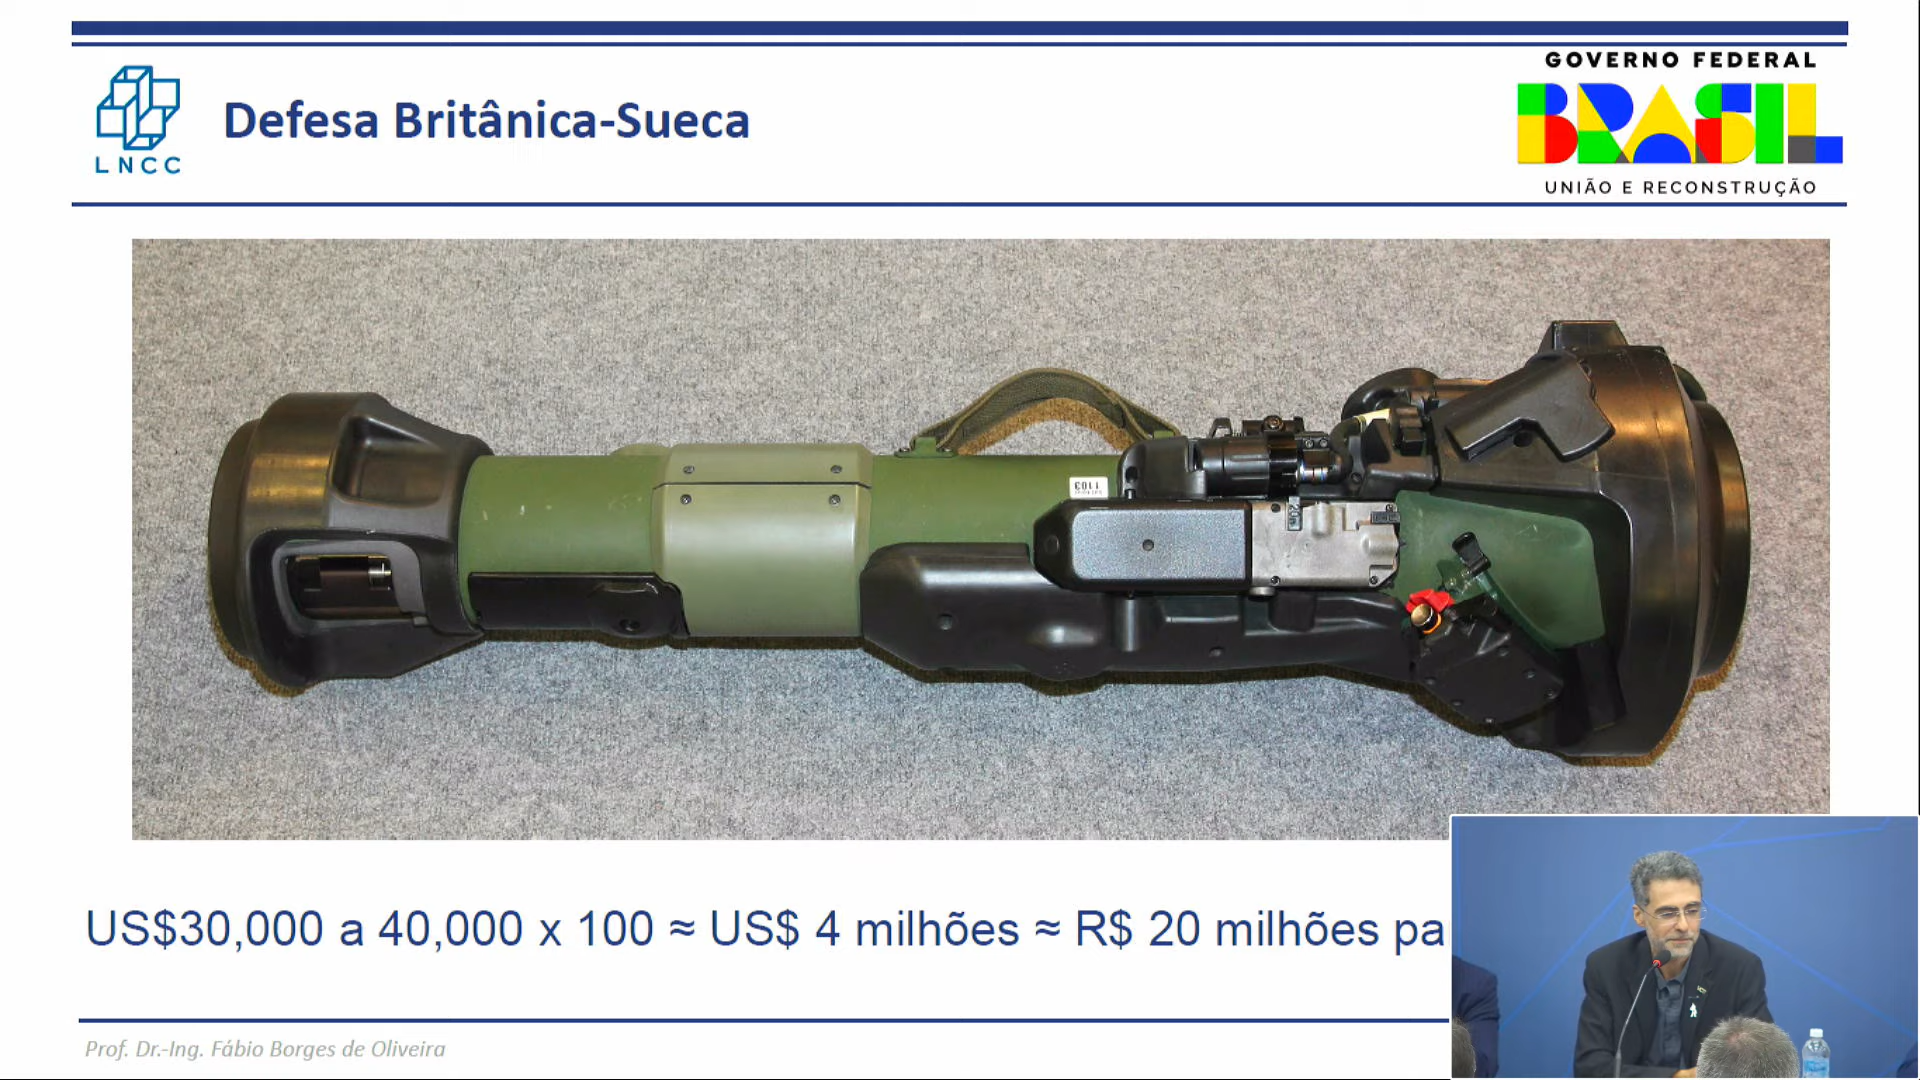 GOVERNO FEDERAL
BRASIL
UNIÃO E RECONSTRUÇÃO
LNCC
Defesa Britânica-Sueca
1103
US$30,000 a 40,000 x 100 ≈ US$ 4 milhões ≈ R$ 20 milhões pa
Prof. Dr.-Ing. Fábio Borges de Oliveira